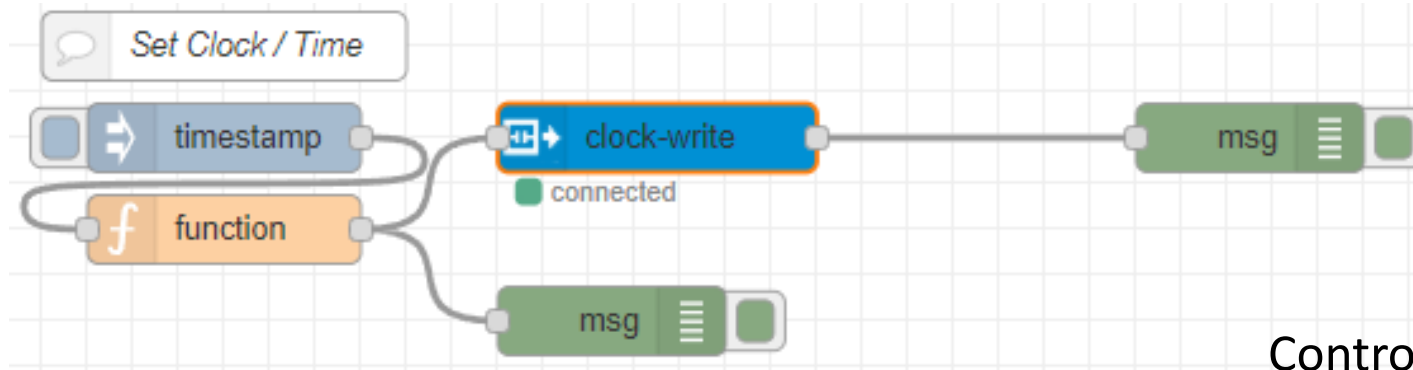 Set Clock / Time
timestamp
clock-write
msg
connected
function
msg
Contro